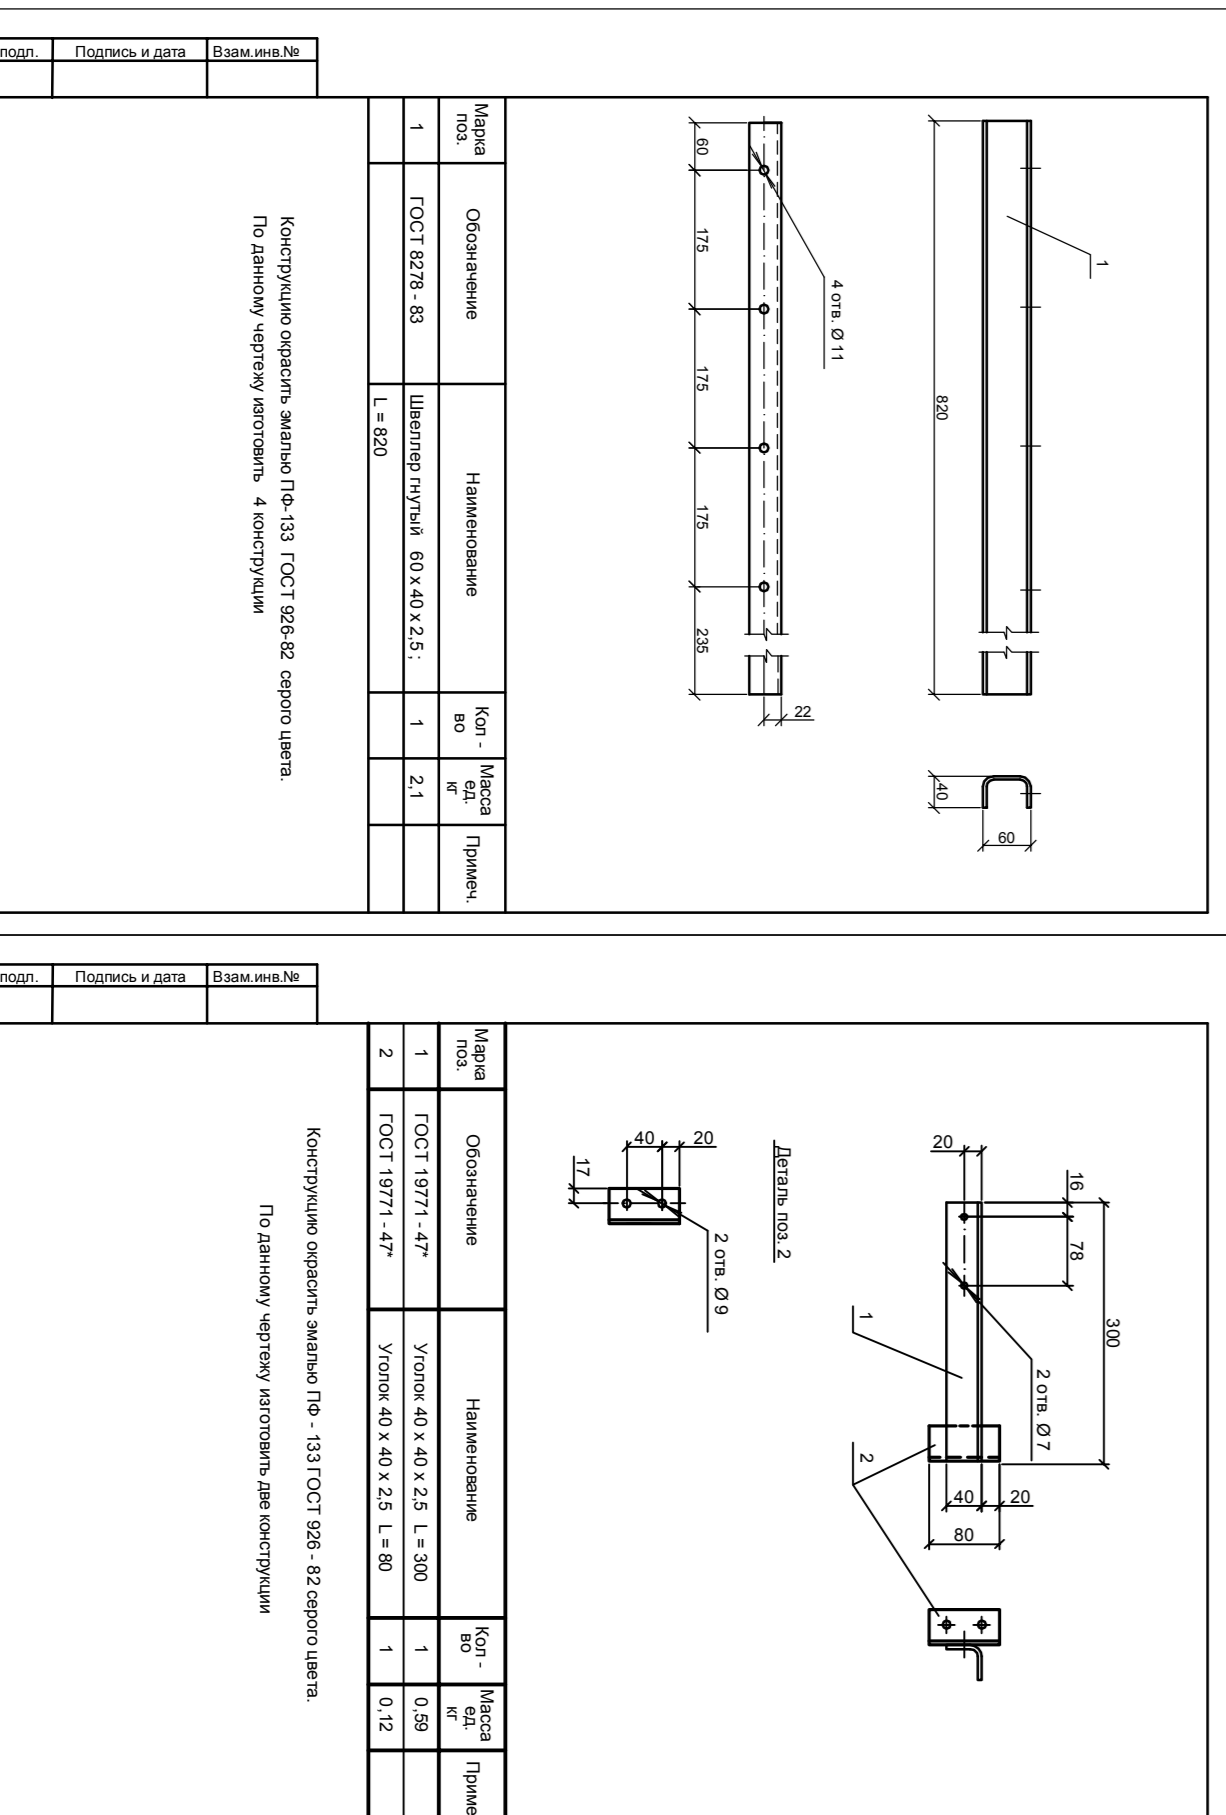 подл.
Подпись и дата
Взам.инв.№
1
820
40
60
4 отв. Ø 11
60
175
175
175
235
22
Марка поз.
Обозначение
Наименование
Кол - во
Масса ед. кг
Примеч.
1
ГОСТ 8278 - 83
Швеллер гнутый 60 х 40 х 2,5 ;
1
2,1
L = 820
Конструкцию окрасить эмалью ПФ-133 ГОСТ 926-82 серого цвета.
По данному чертежу изготовить 4 конструкции
подл.
Подпись и дата
Взам.инв.№
300
16
78
20
2 отв. Ø 7
1
2
40
20
80
Деталь поз. 2
40
20
17
2 отв. Ø 9
Марка поз.
Обозначение
Наименование
Кол - во
Масса ед. кг
Приме
1
ГОСТ 19771 - 47*
Уголок 40 х 40 х 2,5 L = 300
1
0,59
2
ГОСТ 19771 - 47*
Уголок 40 х 40 х 2,5 L = 80
1
0,12
Конструкцию окрасить эмалью ПФ - 133 ГОСТ 926 - 82 серого цвета.
По данному чертежу изготовить две конструкции